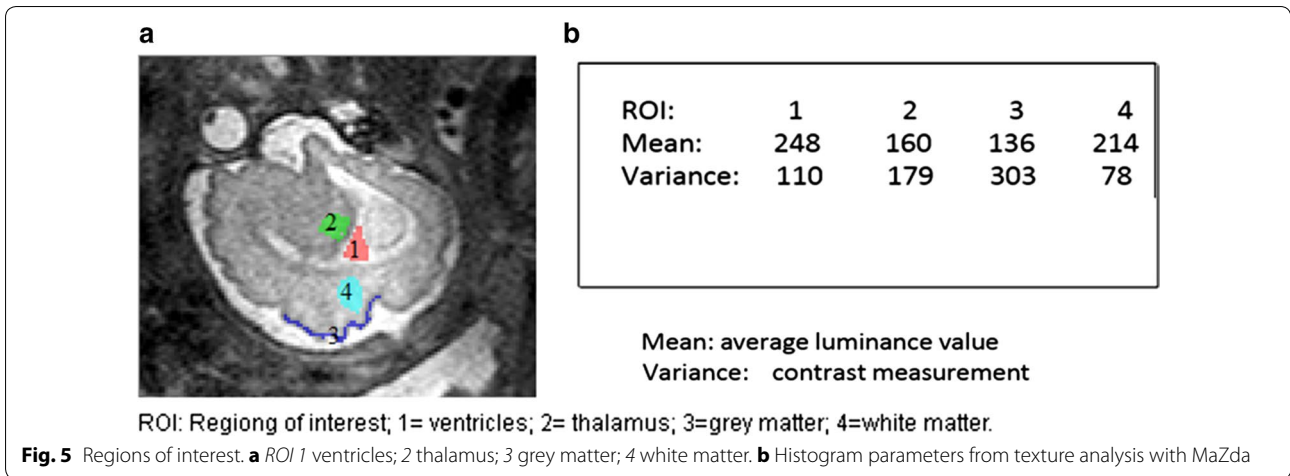 a
b
2
1
4
3
ROI: 1 2 3 4
Mean: 248 160 136 214
Variance: 110 179 303 78
Mean: average luminance value
Variance: contrast measurement
ROI: Regiong of interest; 1= ventricles; 2= thalamus; 3=grey matter; 4=white matter.
Fig. 5 Regions of interest. a ROI 1 ventricles; 2 thalamus; 3 grey matter; 4 white matter. b Histogram parameters from texture analysis with MaZda